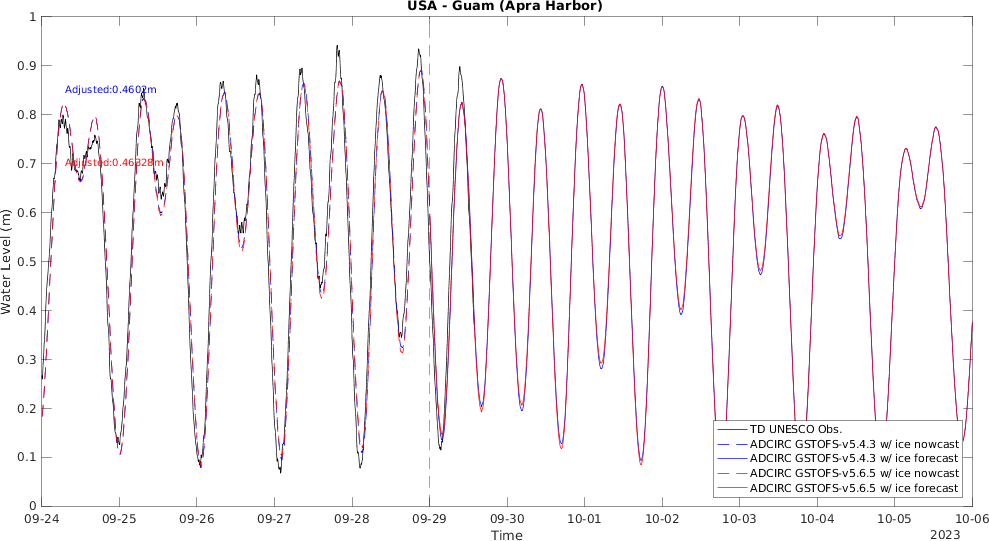 USA - Guam (Apra Harbor)
1
0.9
0.8
0.7
0.6
0.5
0.4
0.3
0.2
0.1
0
Water Level (m)
Adjusted:0.4602m
Adjusted:0.46328m
TD UNESCO Obs.
ADCIRC GSTOFS-v5.4.3 w/ ice nowcast
ADCIRC GSTOFS-v5.4.3 w/ ice forecast
ADCIRC GSTOFS-v5.6.5 w/ ice nowcast
ADCIRC GSTOFS-v5.6.5 w/ ice forecast
09-24 09-25 09-26 09-27 09-28 09-29 09-30 10-01 10-02 10-03 10-04 10-05 10-06
Time
2023